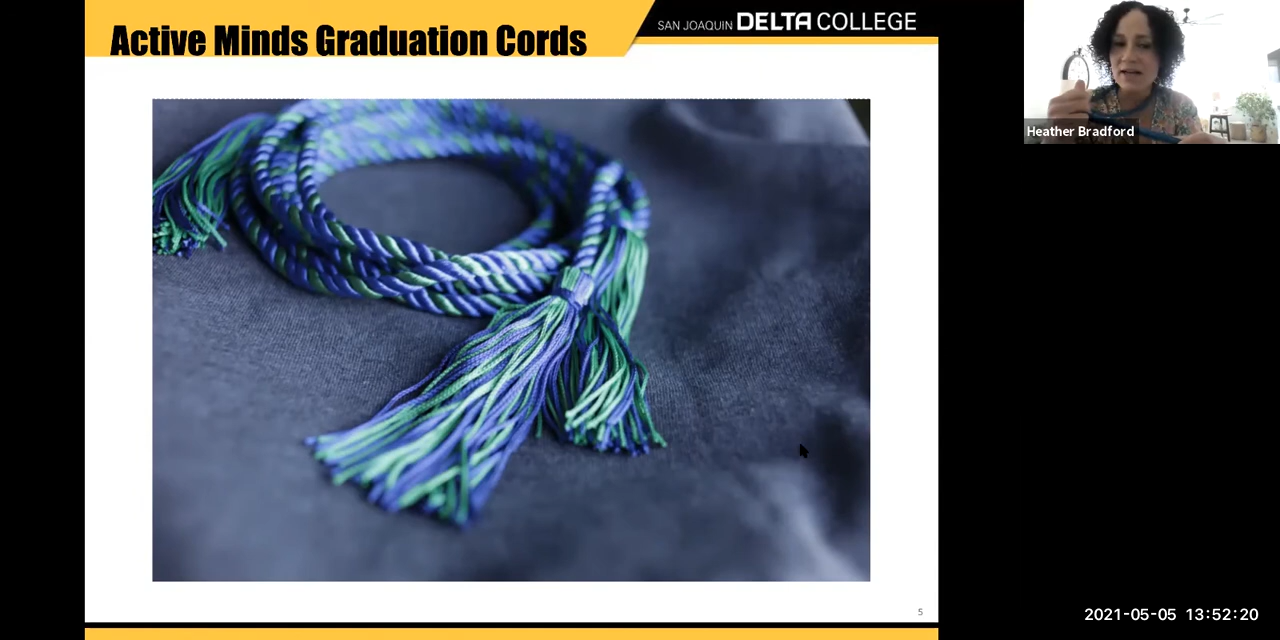 Active Minds Graduation Cords
SAN JOAQUIN DELTA COLLEGE
Heather Bradford
5
2021-05-05 13:52:20